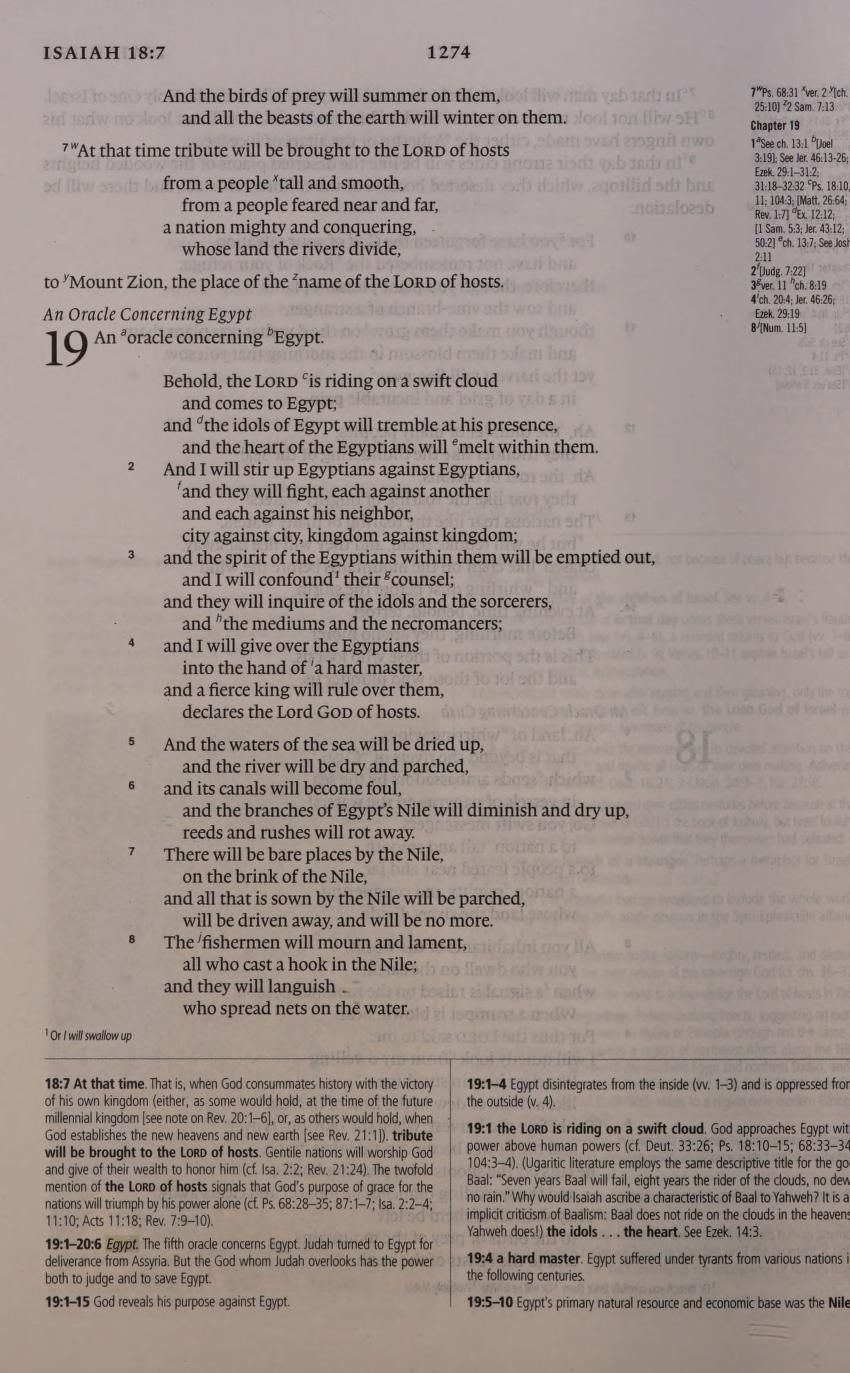 ISAIAH 18:7
1274
And the birds of prey will summer on them,
and all the beasts of the earth will winter on them.
7 wAt that time tribute will be brought to the LORD of hosts
from a people xtall and smooth,
from a people feared near and far,
a nation mighty and conquering,
whose land the rivers divide,
to yMount Zion, the place of the zname of the LORD of hosts.
An Oracle Concerning Egypt
19 An aoracle concerning bEgypt.
Behold, the LORD cis riding on a swift cloud
and comes to Egypt;
and dthe idols of Egypt will tremble at his presence,
and the heart of the Egyptians will emelt within them.
2 And I will stir up Egyptians against Egyptians,
fand they will fight, each against another
and each against his neighbor,
city against city, kingdom against kingdom;
3 and the spirit of the Egyptians within them will be emptied out,
and I will confound1 their gcounsel;
and they will inquire of the idols and the sorcerers,
and hthe mediums and the necromancers;
4 and I will give over the Egyptians
into the hand of ia hard master,
and a fierce king will rule over them,
declares the Lord GOD of hosts.
5 And the waters of the sea will be dried up,
and the river will be dry and parched,
6 and its canals will become foul,
and the branches of Egypt's Nile will diminish and dry up,
reeds and rushes will rot away.
7 There will be bare places by the Nile,
on the brink of the Nile,
and all that is sown by the Nile will be parched,
will be driven away, and will be no more.
8 The jfishermen will mourn and lament,
all who cast a hook in the Nile;
and they will languish
who spread nets on the water.
7 wPs. 68:31 xver. 2 y[ch.
25:10] z2 Sam. 7:13
Chapter 19
1 aSee ch. 13:1 b[Joel
3:19]; See Jer. 46:13-26;
Ezek. 29:1–31:2;
31:18–32:32 cPs. 18:10,
11; 104:3; [Matt. 26:64;
Rev. 1:7] dEx. 12:12;
[1 Sam. 5:3; Jer. 43:12;
50:2] ech. 13:7; See Josh
2:11
2 f[Judg. 7:22]
3 gver. 11 hch. 8:19
4 ich. 20:4; Jer. 46:26;
Ezek. 29:19
8 j[Num. 11:5]
1 Or I will swallow up
18:7 At that time. That is, when God consummates history with the victory
of his own kingdom (either, as some would hold, at the time of the future
millennial kingdom [see note on Rev. 20:1–6], or, as others would hold, when
God establishes the new heavens and new earth [see Rev. 21:1]). tribute
will be brought to the LORD of hosts. Gentile nations will worship God
and give of their wealth to honor him (cf. Isa. 2:2; Rev. 21:24). The twofold
mention of the LORD of hosts signals that God's purpose of grace for the
nations will triumph by his power alone (cf. Ps. 68:28–35; 87:1–7; Isa. 2:2–4;
11:10; Acts 11:18; Rev. 7:9–10).
19:1–20:6 Egypt. The fifth oracle concerns Egypt. Judah turned to Egypt for
deliverance from Assyria. But the God whom Judah overlooks has the power
both to judge and to save Egypt.
19:1–15 God reveals his purpose against Egypt.
19:1–4 Egypt disintegrates from the inside (vv. 1–3) and is oppressed fror
the outside (v. 4).
19:1 the LORD is riding on a swift cloud. God approaches Egypt wit
power above human powers (cf. Deut. 33:26; Ps. 18:10–15; 68:33–34
104:3–4). (Ugaritic literature employs the same descriptive title for the go
Baal: "Seven years Baal will fail, eight years the rider of the clouds, no dew
no rain." Why would Isaiah ascribe a characteristic of Baal to Yahweh? It is a
implicit criticism of Baalism: Baal does not ride on the clouds in the heavens
Yahweh does!) the idols . . . the heart. See Ezek. 14:3.
19:4 a hard master. Egypt suffered under tyrants from various nations i
the following centuries.
19:5–10 Egypt's primary natural resource and economic base was the Nile